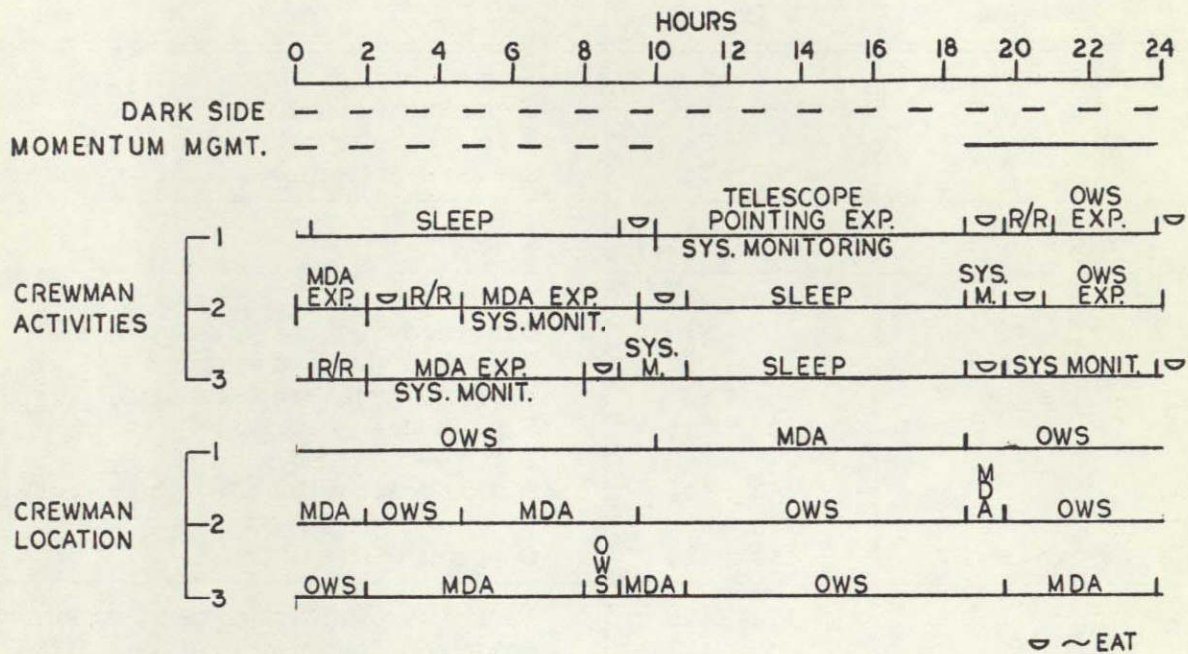 HOURS
0 2 4 6 8 10 12 14 16 18 20 22 24
DARK SIDE
MOMENTUM MGMT.
CREWMAN ACTIVITIES
1
SLEEP
TELESCOPE
POINTING EXP.
SYS. MONITORING
R/R
OWS
EXP.
2
MDA
EXP.
R/R
MDA EXP.
SYS. MONIT.
SLEEP
SYS.
M.
OWS
EXP.
3
R/R
MDA EXP.
SYS. MONIT.
SYS.
M.
SLEEP
SYS MONIT.
CREWMAN LOCATION
1
OWS MDA OWS
2
MDA OWS MDA OWS MDA OWS
3
OWS MDA OWS MDA OWS MDA
~ EAT